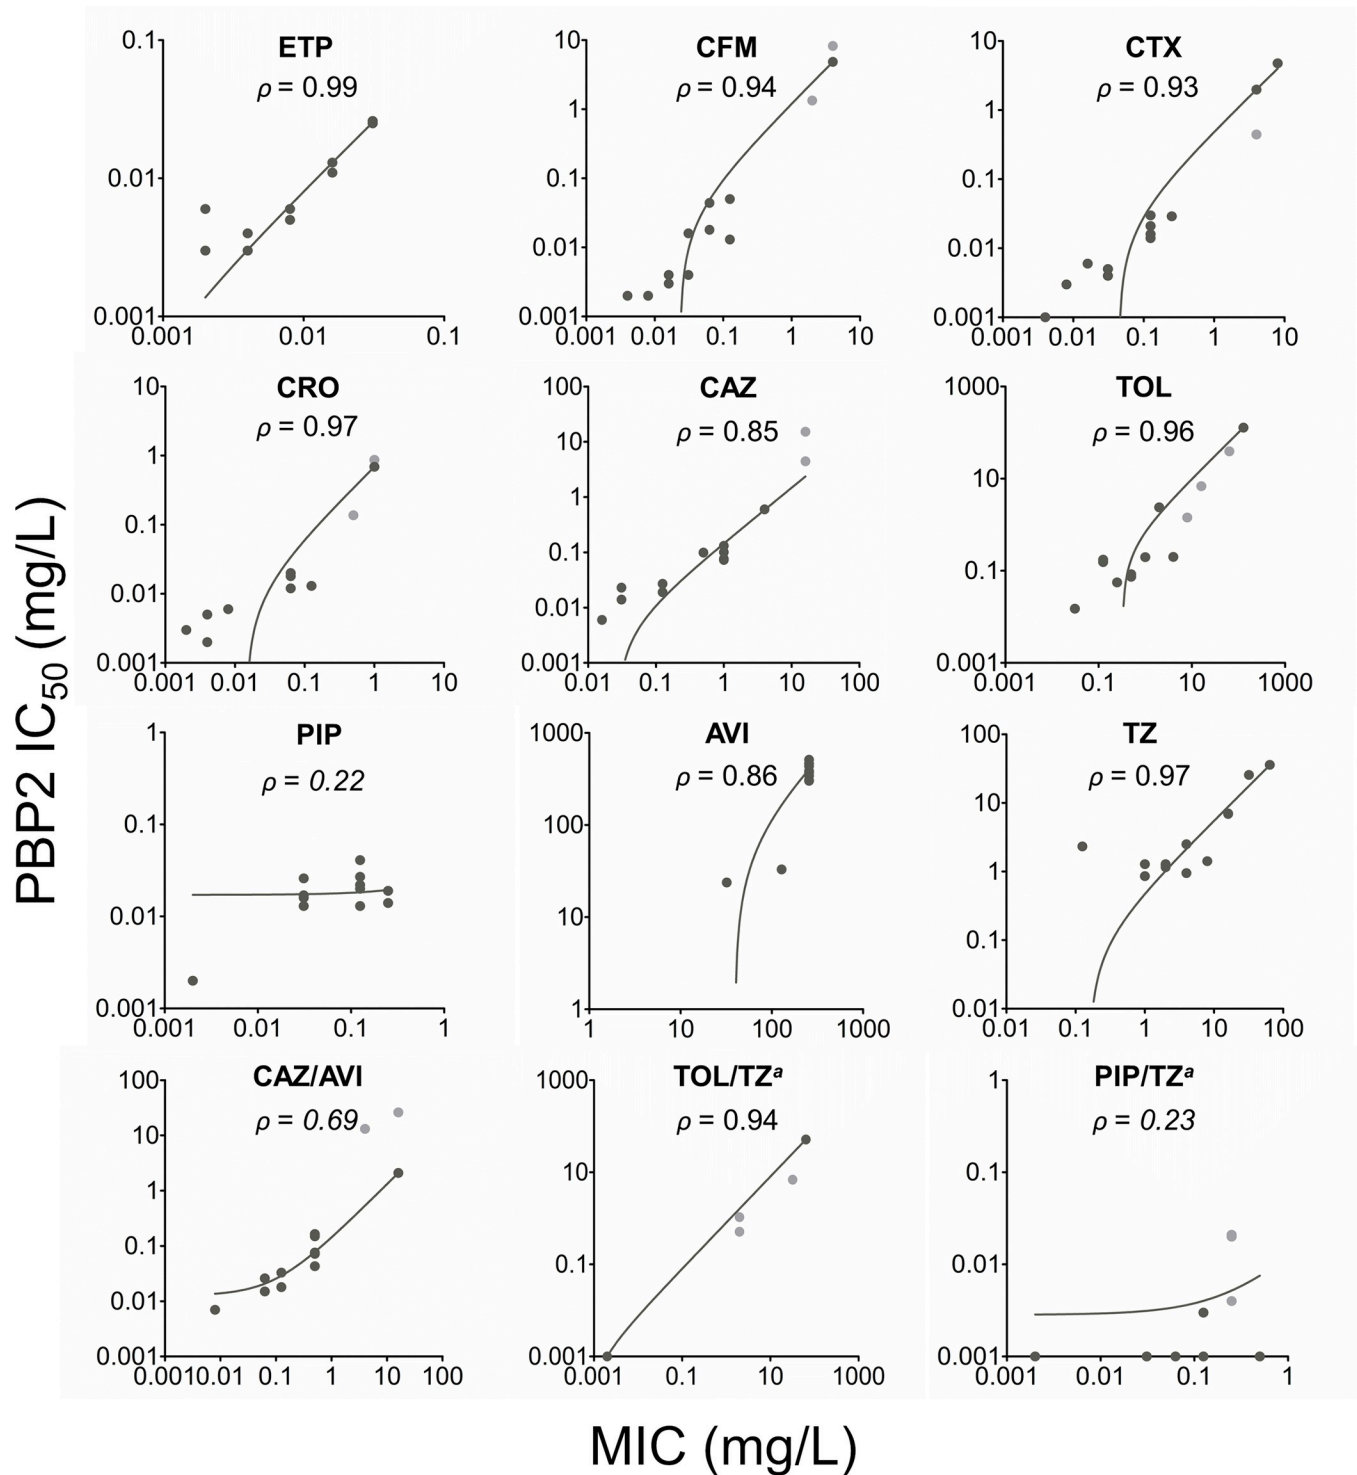 PBP2 IC50 (mg/L)
ETP
ρ = 0.99
0.1
0.01
0.001
0.001 0.01 0.1
CFM
ρ = 0.94
10
1
0.1
0.01
0.001
0.001 0.01 0.1 1 10
CTX
ρ = 0.93
10
1
0.1
0.01
0.001
0.001 0.01 0.1 1 10
CRO
ρ = 0.97
10
1
0.1
0.01
0.001
0.001 0.01 0.1 1 10
CAZ
ρ = 0.85
100
10
1
0.1
0.01
0.001
0.01 0.1 1 10 100
TOL
ρ = 0.96
1000
10
0.1
0.001
0.001 0.1 10 1000
PIP
ρ = 0.22
1
0.1
0.01
0.001
0.001 0.01 0.1 1
AVI
ρ = 0.86
1000
100
10
1
1 10 100 1000
TZ
ρ = 0.97
100
10
1
0.1
0.01
0.01 0.1 1 10 100
CAZ/AVI
ρ = 0.69
100
10
1
0.1
0.01
0.001
0.001 0.01 0.1 1 10 100
TOL/TZa
ρ = 0.94
1000
10
0.1
0.001
0.001 0.1 10 1000
PIP/TZa
ρ = 0.23
1
0.1
0.01
0.001
0.001 0.01 0.1 1
MIC (mg/L)